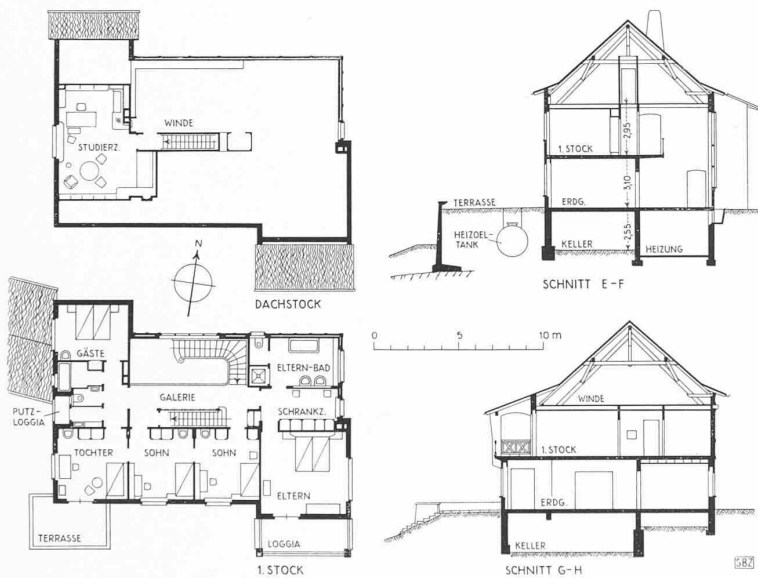 STUDIERZ.
WINDE
N
DACHSTOCK
1. STOCK
2,95
3,10
ERDG.
TERRASSE
HEIZOEL-
TANK
2,55
KELLER
HEIZUNG
SCHNITT E-F
GÄSTE
ELTERN-BAD
GALERIE
SCHRANKZ.
PUTZ-
LOGGIA
TOCHTER
SOHN
SOHN
ELTERN
TERRASSE
LOGGIA
1. STOCK
0 5 10 m
WINDE
1. STOCK
ERDG.
KELLER
SCHNITT G-H
SBZ